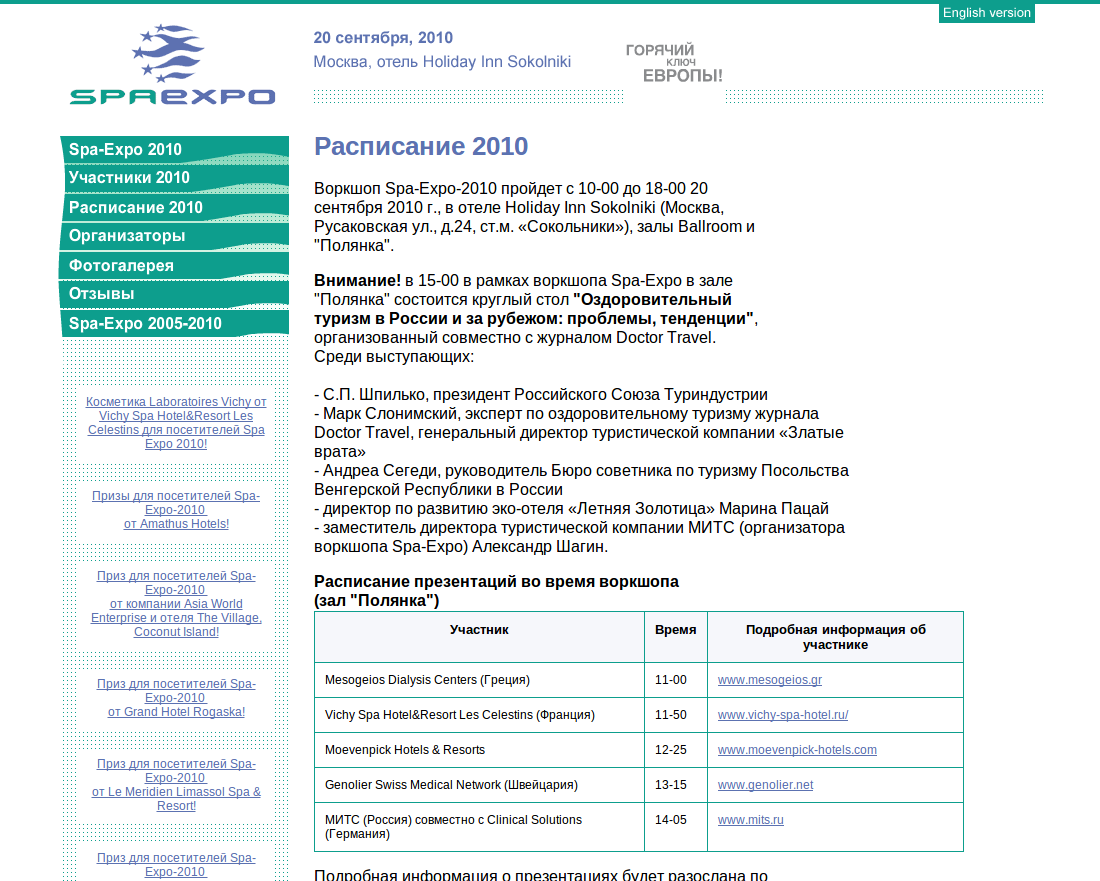 English version
20 сентября, 2010
Москва, отель Holiday Inn Sokolniki
ГОРЯЧИЙ
КЛЮЧ
ЕВРОПЫ!
SPAEXPO
Spa-Expo 2010
Участники 2010
Расписание 2010
Организаторы
Фотогалерея
Отзывы
Spa-Expo 2005-2010
Косметика Laboratoires Vichy от
Vichy Spa Hotel&Resort Les
Celestins для посетителей Spa
Expo 2010!
Призы для посетителей Spa-
Expo-2010
от Amathus Hotels!
Приз для посетителей Spa-
Expo-2010
от компании Asia World
Enterprise и отеля The Village,
Coconut Island!
Приз для посетителей Spa-
Expo-2010
от Grand Hotel Rogaska!
Приз для посетителей Spa-
Expo-2010
от Le Meridien Limassol Spa &
Resort!
Приз для посетителей Spa-
Expo-2010
Расписание 2010
Воркшоп Spa-Expo-2010 пройдет с 10-00 до 18-00 20
сентября 2010 г., в отеле Holiday Inn Sokolniki (Москва,
Русаковская ул., д.24, ст.м. «Сокольники»), залы Ballroom и
"Полянка".
Внимание! в 15-00 в рамках воркшопа Spa-Expo в зале
"Полянка" состоится круглый стол "Оздоровительный
туризм в России и за рубежом: проблемы, тенденции",
организованный совместно с журналом Doctor Travel.
Среди выступающих:
- С.П. Шпилько, президент Российского Союза Туриндустрии
- Марк Слонимский, эксперт по оздоровительному туризму журнала
Doctor Travel, генеральный директор туристической компании «Златые
врата»
- Андреа Сегеди, руководитель Бюро советника по туризму Посольства
Венгерской Республики в России
- директор по развитию эко-отеля «Летняя Золотица» Марина Пацай
- заместитель директора туристической компании МИТС (организатора
воркшопа Spa-Expo) Александр Шагин.
Расписание презентаций во время воркшопа
(зал "Полянка")
Участник Время Подробная информация об
участнике
Mesogeios Dialysis Centers (Греция) 11-00 www.mesogeios.gr
Vichy Spa Hotel&Resort Les Celestins (Франция) 11-50 www.vichy-spa-hotel.ru/
Moevenpick Hotels & Resorts 12-25 www.moevenpick-hotels.com
Genolier Swiss Medical Network (Швейцария) 13-15 www.genolier.net
МИТС (Россия) совместно с Clinical Solutions 14-05 www.mits.ru
(Германия)
Подробная информация о презентациях будет разослана по